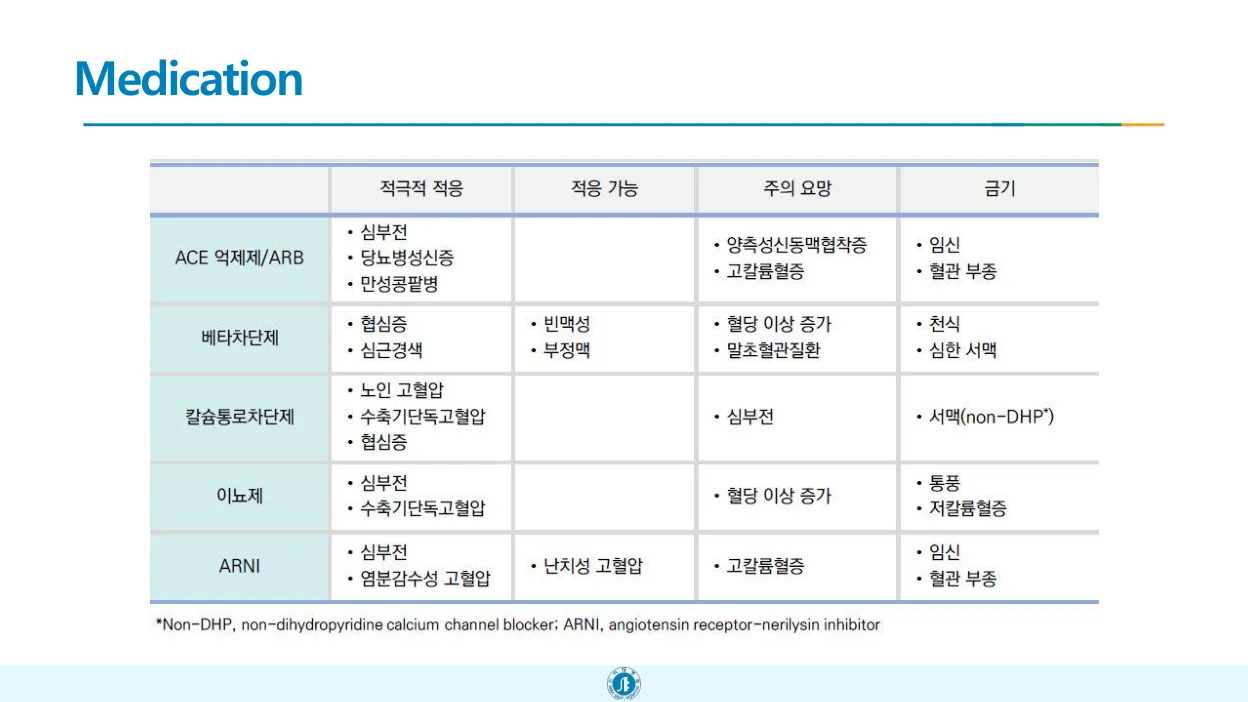 Medication
적극적 적응 적응 가능 주의 요망 금기
ACE 억제제/ARB
• 심부전
• 당뇨병성신증
• 만성콩팥병
• 양측성신동맥협착증
• 고칼륨혈증
• 임신
• 혈관 부종
베타차단제
• 협심증
• 심근경색
• 빈맥성
• 부정맥
• 혈당 이상 증가
• 말초혈관질환
• 천식
• 심한 서맥
칼슘통로차단제
• 노인 고혈압
• 수축기단독고혈압
• 협심증
• 심부전
• 서맥(non-DHP*)
이뇨제
• 심부전
• 수축기단독고혈압
• 혈당 이상 증가
• 통풍
• 저칼륨혈증
ARNI
• 심부전
• 염분감수성 고혈압
• 난치성 고혈압
• 고칼륨혈증
• 임신
• 혈관 부종
*Non-DHP, non-dihydropyridine calcium channel blocker; ARNI, angiotensin receptor-nerilysin inhibitor